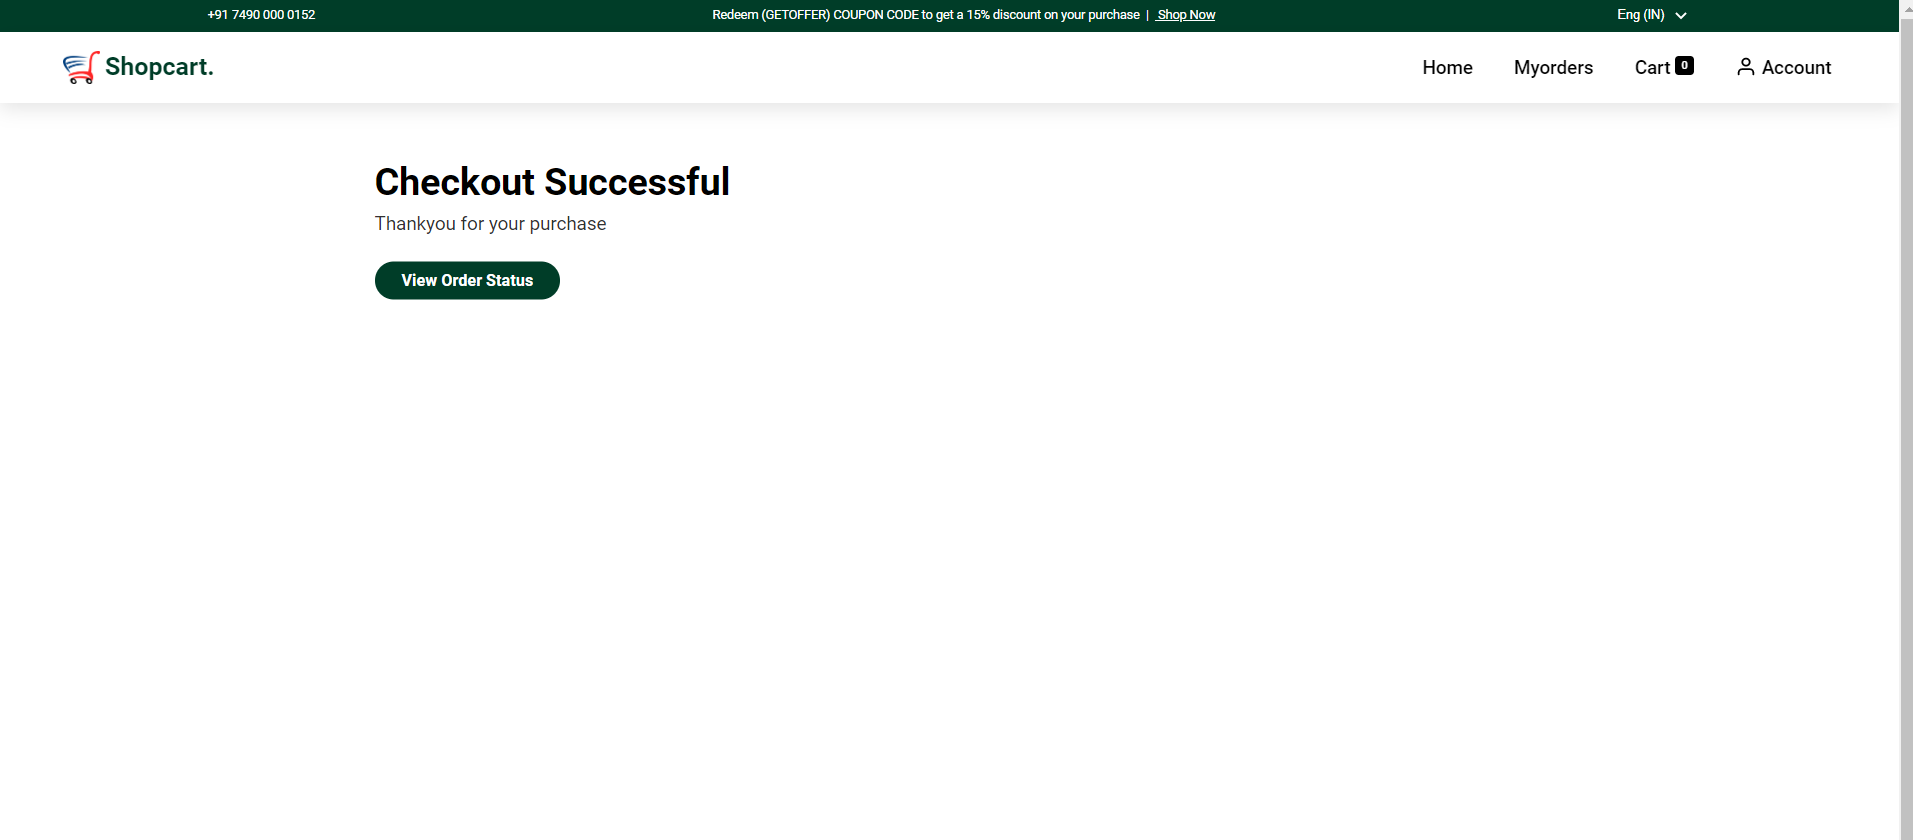 +91 7490 000 0152
Redeem (GETOFFER) COUPON CODE to get a 15% discount on your purchase | Shop Now
Eng (IN)
Shopcart.
Home
Myorders
Cart 0
Account
Checkout Successful
Thankyou for your purchase
View Order Status